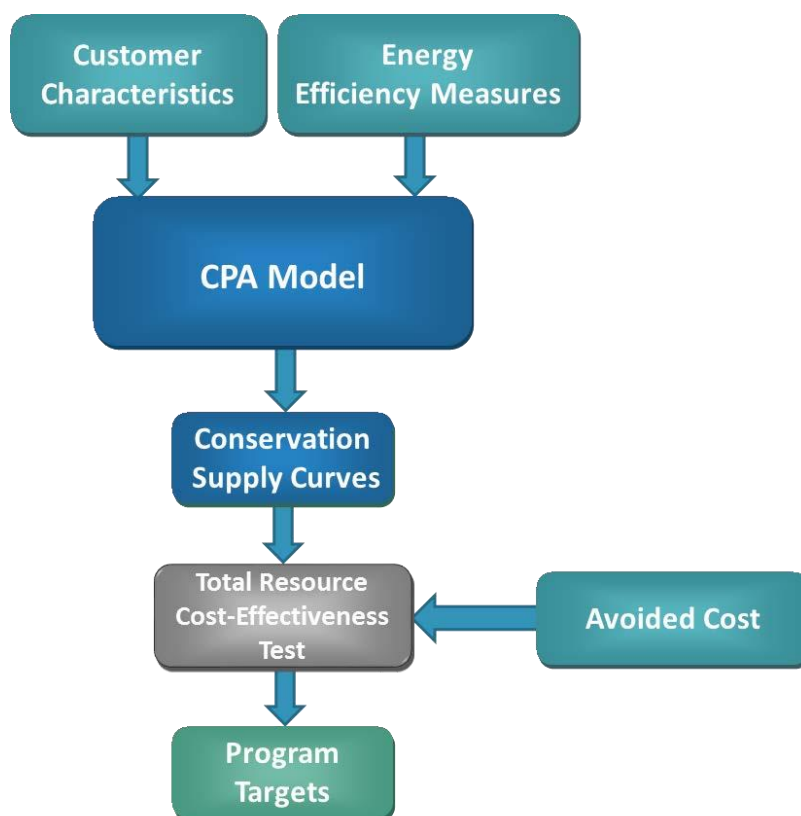 Customer
Characteristics
Energy
Efficiency Measures
CPA Model
Conservation
Supply Curves
Total Resource
Cost-Effectiveness
Test
Avoided Cost
Program
Targets